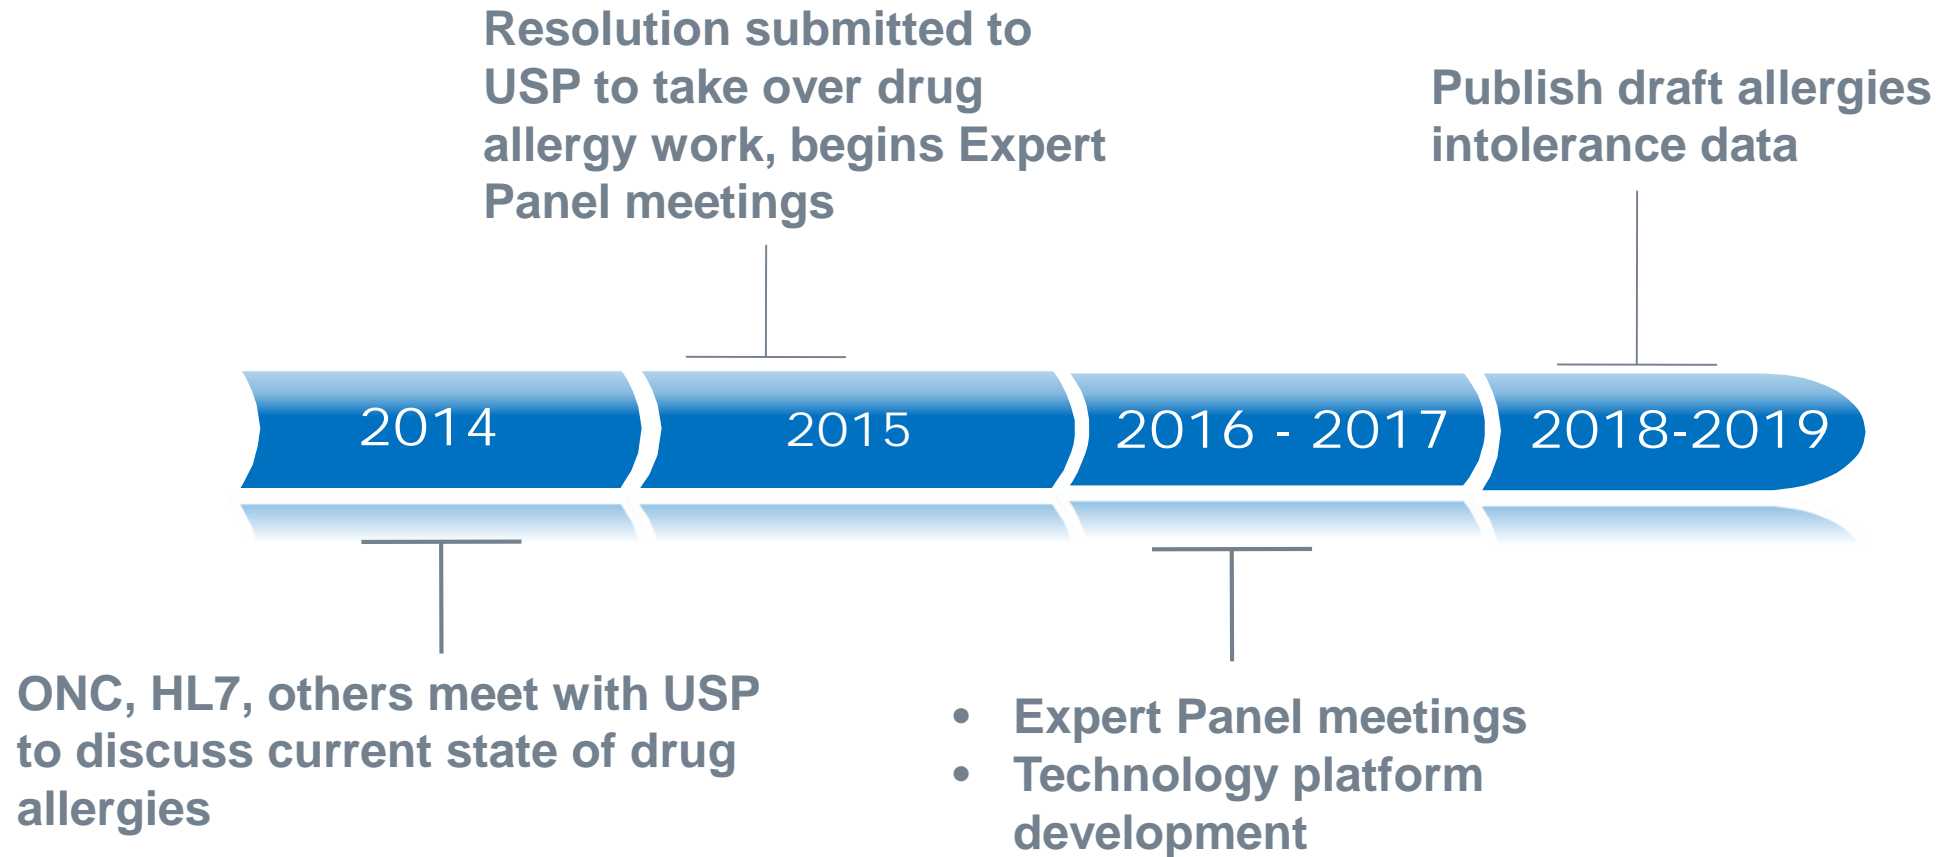 Resolution submitted to
USP to take over drug
allergy work, begins Expert
Panel meetings
Publish draft allergies
intolerance data
2014
2015
2016 - 2017
2018-2019
ONC, HL7, others meet with USP
to discuss current state of drug
allergies
• Expert Panel meetings
• Technology platform
development